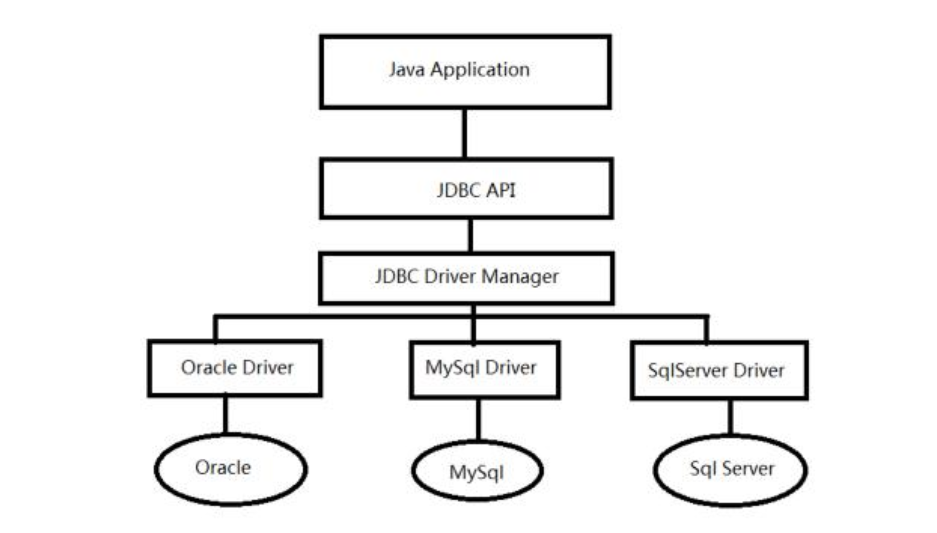 Java Application
JDBC API
JDBC Driver Manager
Oracle Driver
MySql Driver
SqlServer Driver
Oracle
MySql
Sql Server